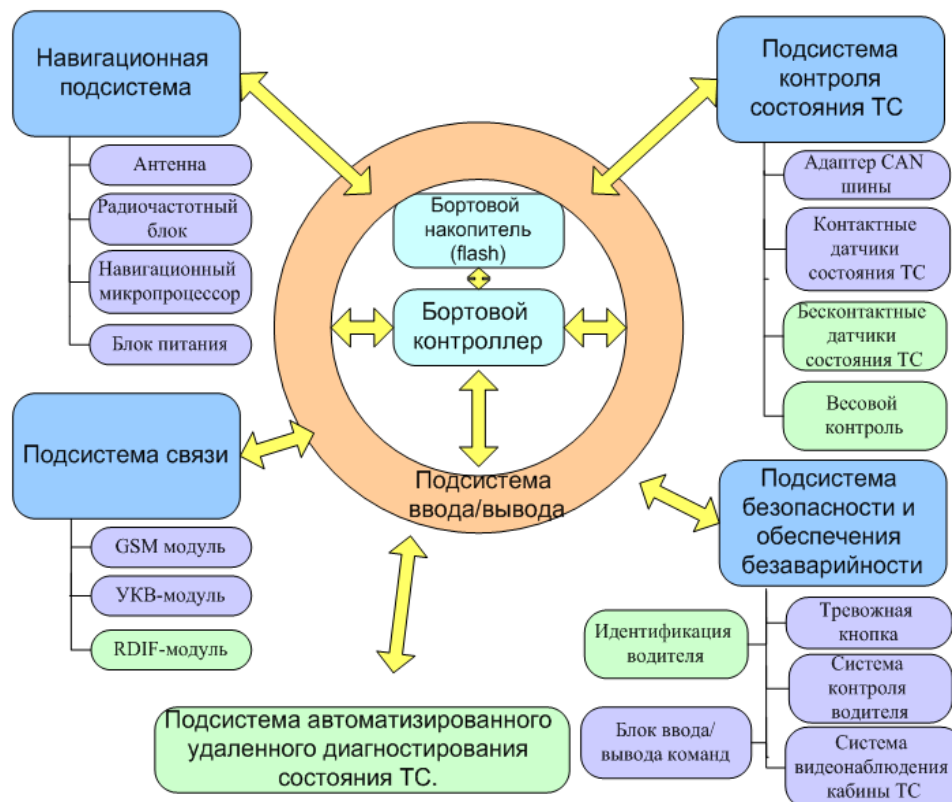 Навигационная
подсистема
Антенна
Радиочастотный
блок
Навигационный
микропроцессор
Блок питания
Подсистема
контроля
состояния ТС
Адаптер CAN
шины
Контактные
датчики
состояния ТС
Бесконтактные
датчики
состояния ТС
Весовой
контроль
Бортовой
накопитель
(flash)
Бортовой
контроллер
Подсистема
ввода/вывода
Подсистема связи
GSM модуль
УКВ-модуль
RDIF-модуль
Подсистема
безопасности и
обеспечения
безаварийности
Идентификация
водителя
Блок ввода/
вывода команд
Тревожная
кнопка
Система
контроля
водителя
Система
видеонаблюдения
кабины ТС
Подсистема автоматизированного
удаленного диагностирования
состояния ТС.